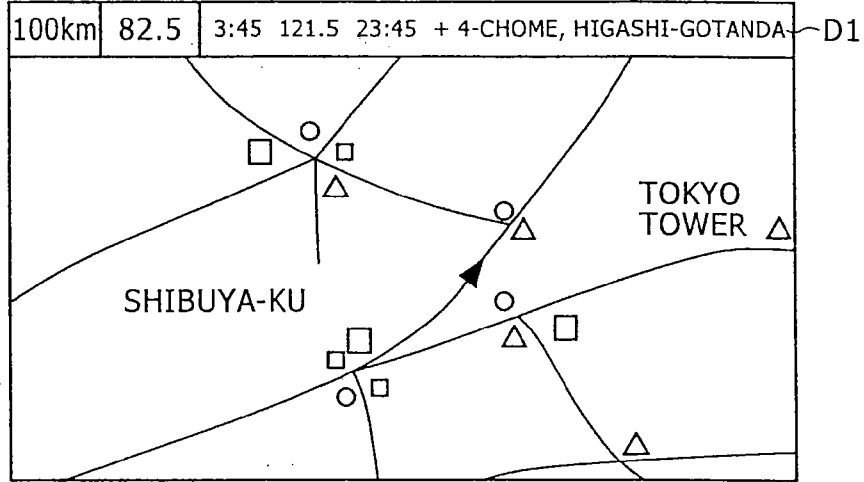 100km 82.5 3:45 121.5 23:45 + 4-CHOME, HIGASHI-GOTANDA D1
TOKYO
TOWER
SHIBUYA-KU